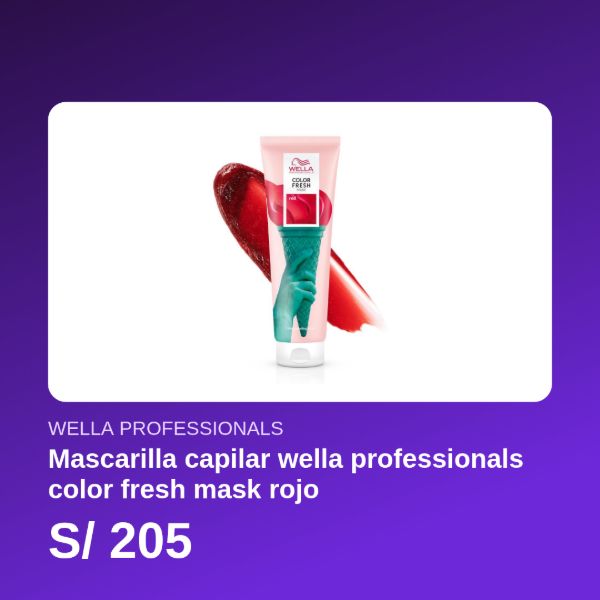 WELLA
COLOR
FRESH
MASK
red
WELLA PROFESSIONALS
Mascarilla capilar wella professionals
color fresh mask rojo
S/ 205